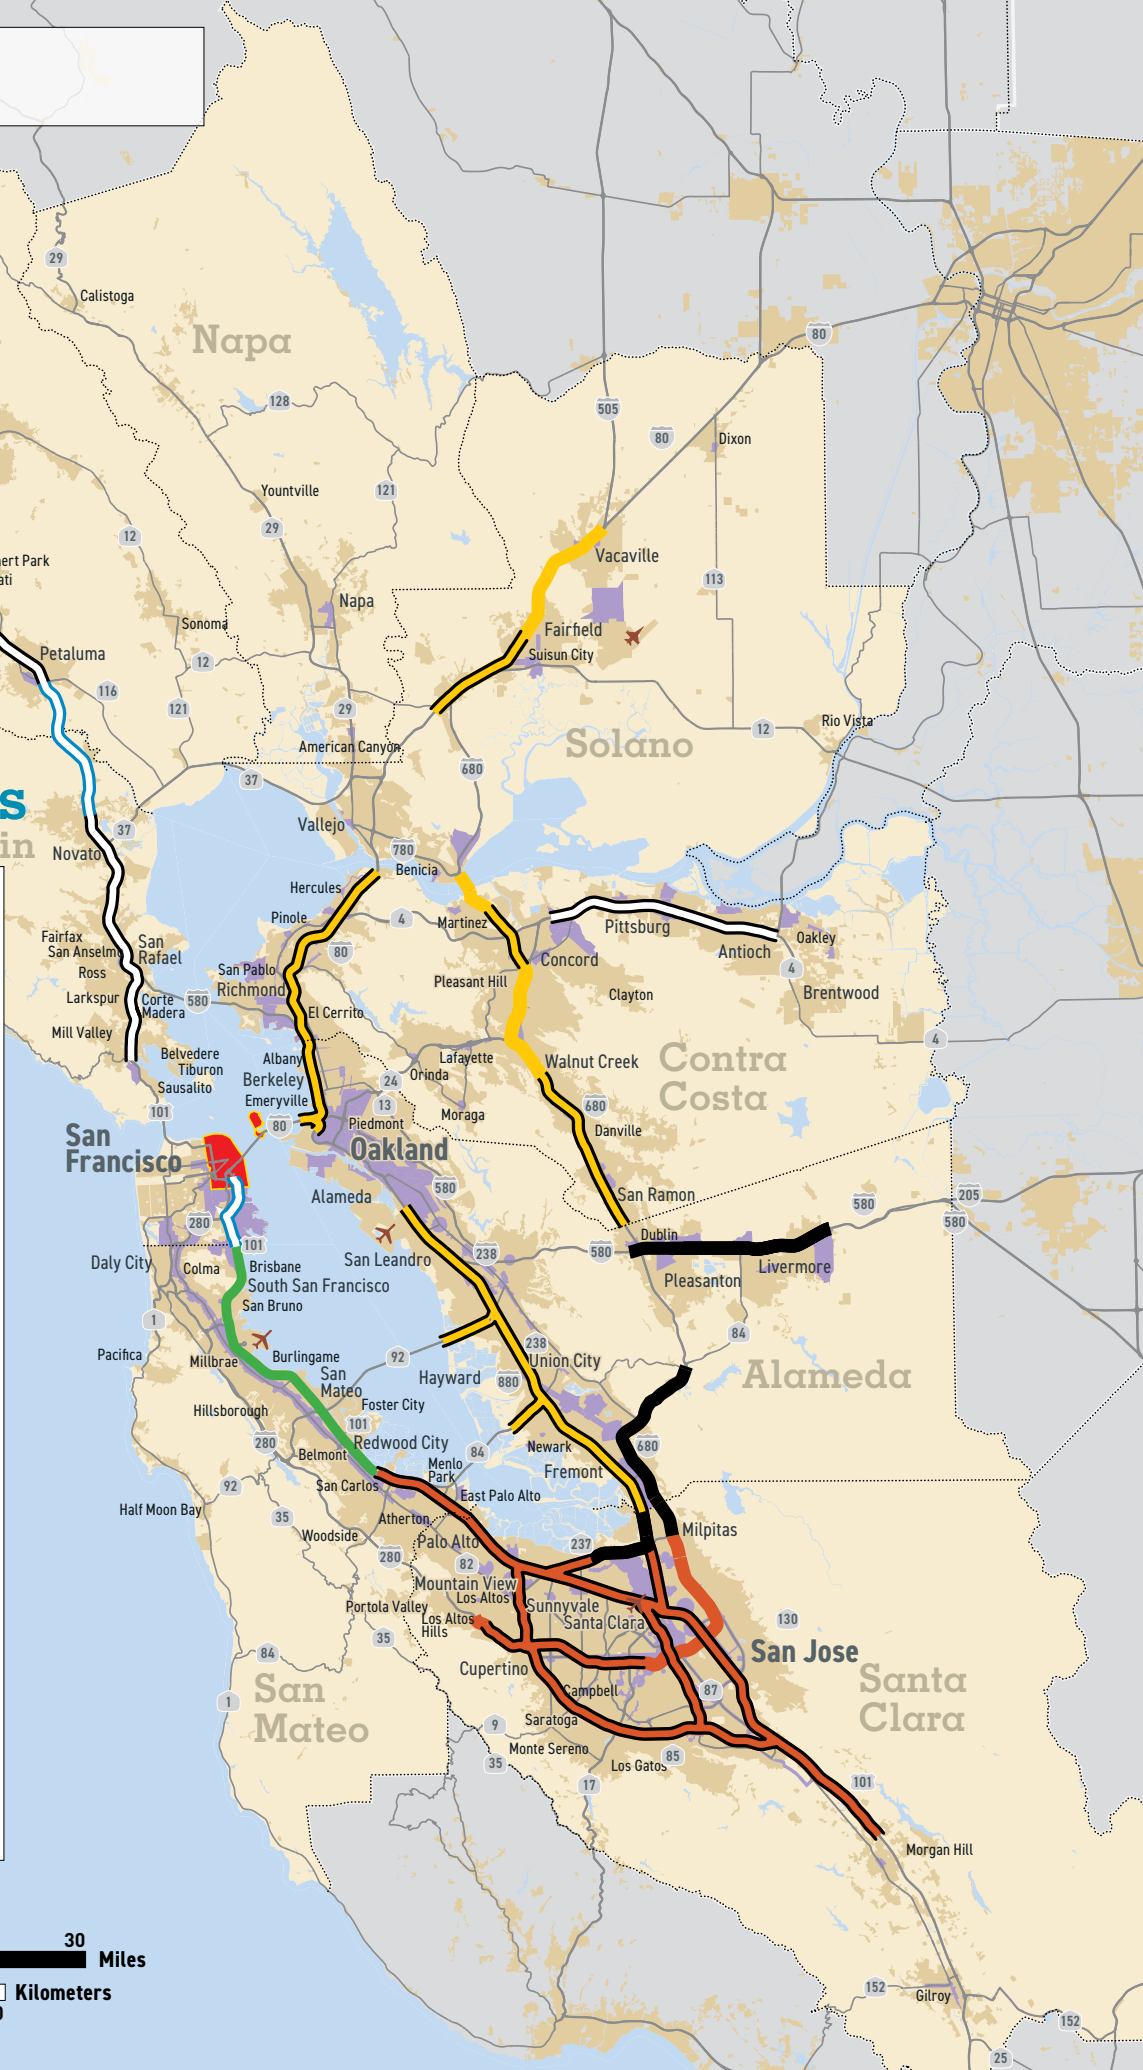 29
Calistoga
Napa
80
128
505
80
Dixon
Yountville
121
29
12
ert Park
ati
Vacaville
113
Napa
Sonoma
Fairfield
Petaluma
12
Suisun City
116
121
29
Rio Vista
12
American Canyon
Solano
680
37
s
Vallejo
37
in
Novato
780
Benicia
Hercules
Pinole
4
Martinez
Pittsburg
Fairfax
San Anselmo
San
Rafael
80
Antioch
Oakley
Concord
Ross
San Pablo
4
Pleasant Hill
Richmond
Larkspur
Corte
Madera
580
Clayton
Brentwood
El Cerrito
Mill Valley
4
Belvedere
Tiburon
Sausalito
Albany
Lafayette
Walnut Creek
Contra
Costa
Berkeley
24
Orinda
Emeryville
101
80
13
Moraga
680
Piedmont
Danville
San
Francisco
Oakland
580
Alameda
San Ramon
580
205
280
580
101
San Leandro
238
580
Dublin
Daly City
Colma
Brisbane
Pleasanton
Livermore
South San Francisco
San Bruno
1
238
84
Pacifica
Millbrae
Burlingame
92
Union City
San
Mateo
Hayward
880
Alameda
Hillsborough
Foster City
101
280
Belmont
Redwood City
84
Newark
680
Menlo
Park
Fremont
San Carlos
92
East Palo Alto
Half Moon Bay
35
Atherton
Woodside
Palo Alto
237
Milpitas
280
82
Mountain View
Los Altos
Portola Valley
Sunnyvale
Los Altos
Hills
Santa Clara
130
35
84
San Jose
Cupertino
San
Mateo
Santa
Clara
1
Campbell
87
Saratoga
9
Monte Sereno
85
35
Los Gatos
17
101
Morgan Hill
30
Miles
Kilometers
152
Gilroy
152
25